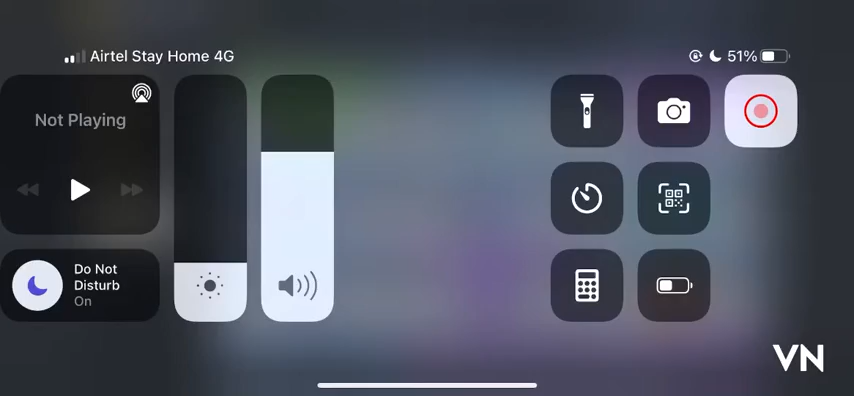 Airtel Stay Home 4G
51%
Not Playing
Do Not
Disturb
On
VN